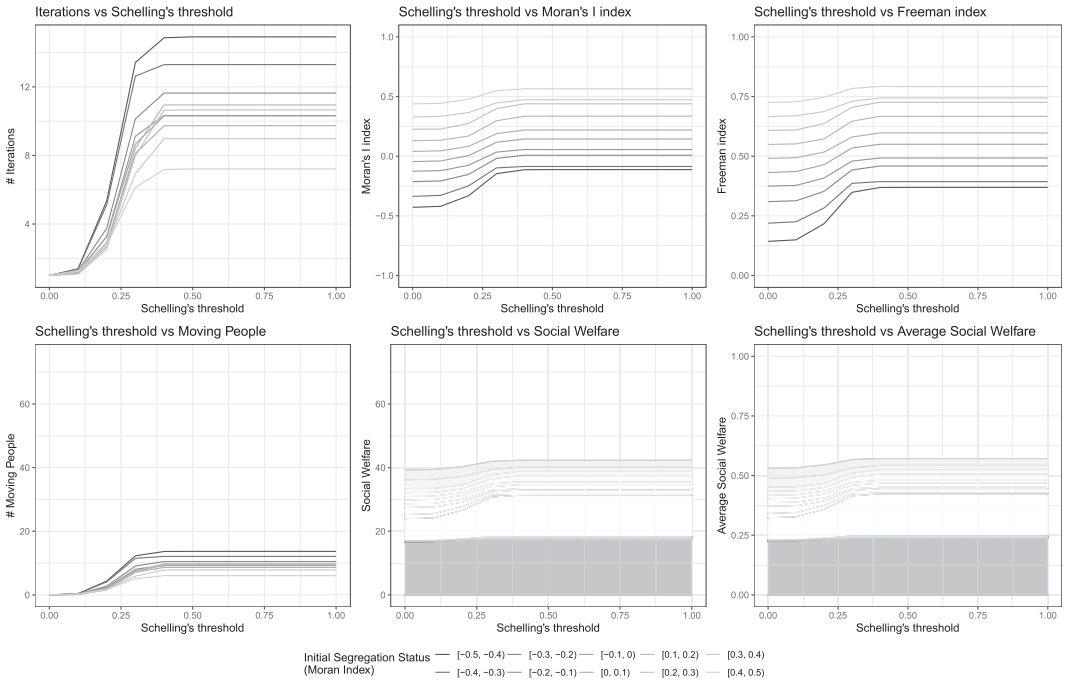 Iterations vs Schelling's threshold
# Iterations
12
8
4
0.00 0.25 0.50 0.75 1.00
Schelling's threshold
Schelling's threshold vs Moran's I index
Moran's I index
1.0
0.5
0.0
−0.5
−1.0
0.00 0.25 0.50 0.75 1.00
Schelling's threshold
Schelling's threshold vs Freeman index
Freeman index
1.00
0.75
0.50
0.25
0.00
0.00 0.25 0.50 0.75 1.00
Schelling's threshold
Schelling's threshold vs Moving People
# Moving People
60
40
20
0
0.00 0.25 0.50 0.75 1.00
Schelling's threshold
Schelling's threshold vs Social Welfare
Social Welfare
60
40
20
0
0.00 0.25 0.50 0.75 1.00
Schelling's threshold
Schelling's threshold vs Average Social Welfare
Average Social Welfare
1.00
0.75
0.50
0.25
0.00
0.00 0.25 0.50 0.75 1.00
Schelling's threshold
Initial Segregation Status
(Moran Index)
[−0.5, −0.4) [−0.3, −0.2) [−0.1, 0) [0.1, 0.2) [0.3, 0.4)
[−0.4, −0.3) [−0.2, −0.1) [0, 0.1) [0.2, 0.3) [0.4, 0.5)